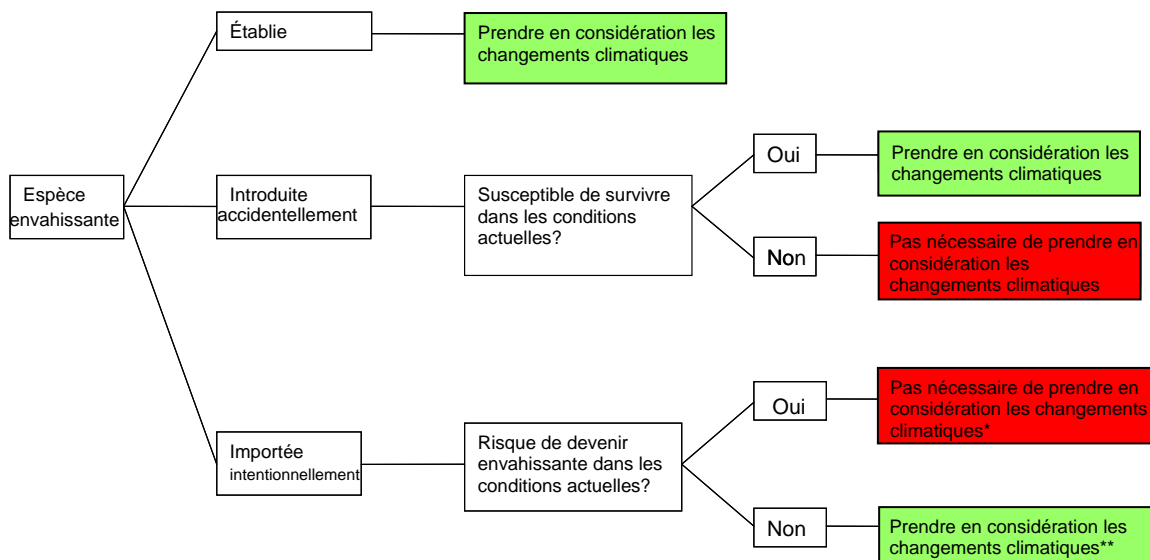 Établie
Prendre en considération les
changements climatiques
Espèce
envahissante
Introduite
accidentellement
Susceptible de survivre
dans les conditions
actuelles?
Oui
Prendre en considération les
changements climatiques
Non
Pas nécessaire de prendre en
considération les
changements climatiques
Importée
intentionnellement
Risque de devenir
envahissante dans les
conditions actuelles?
Oui
Pas nécessaire de prendre en
considération les changements
climatiques*
Non
Prendre en considération les
changements climatiques**